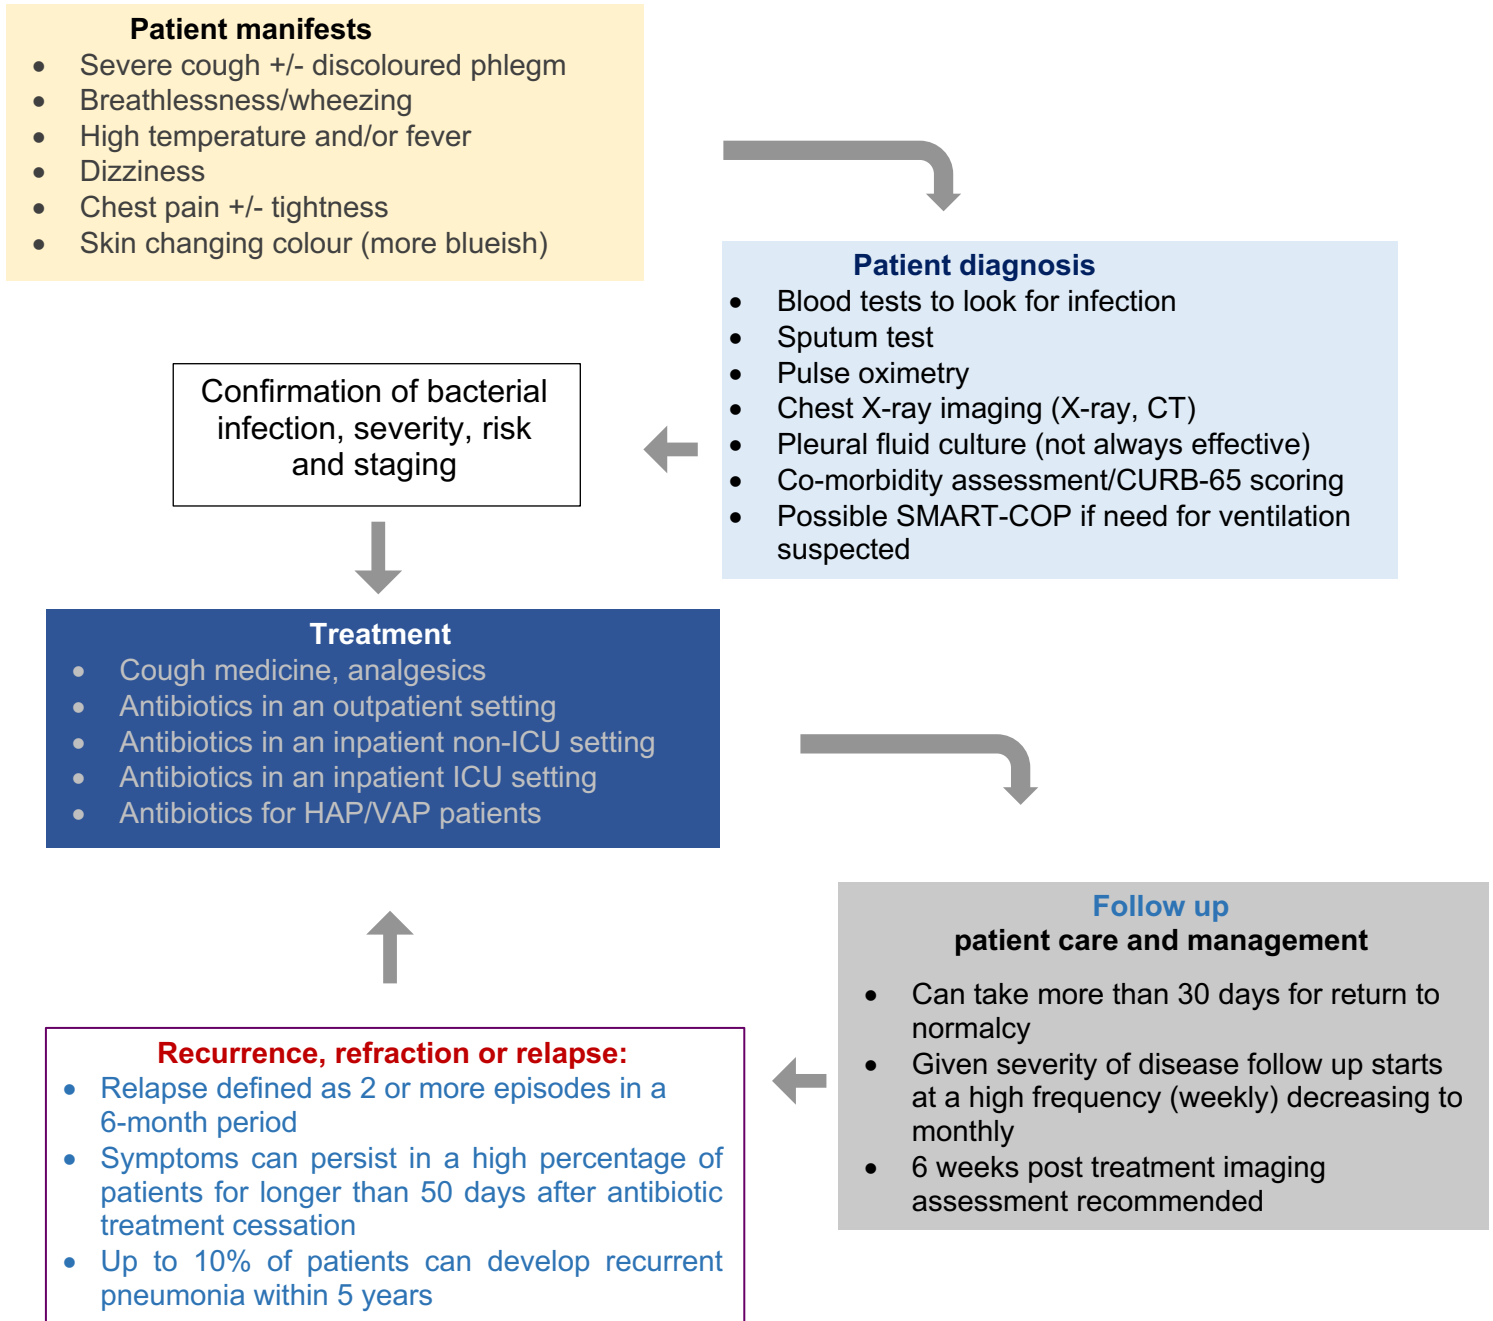 Patient manifests
• Severe cough +/- discoloured phlegm
• Breathlessness/wheezing
• High temperature and/or fever
• Dizziness
• Chest pain +/- tightness
• Skin changing colour (more blueish)
Patient diagnosis
• Blood tests to look for infection
• Sputum test
• Pulse oximetry
• Chest X-ray imaging (X-ray, CT)
• Pleural fluid culture (not always effective)
• Co-morbidity assessment/CURB-65 scoring
• Possible SMART-COP if need for ventilation
suspected
Confirmation of bacterial
infection, severity, risk
and staging
Treatment
• Cough medicine, analgesics
• Antibiotics in an outpatient setting
• Antibiotics in an inpatient non-ICU setting
• Antibiotics in an inpatient ICU setting
• Antibiotics for HAP/VAP patients
Follow up
patient care and management
• Can take more than 30 days for return to
normalcy
• Given severity of disease follow up starts
at a high frequency (weekly) decreasing to
monthly
• 6 weeks post treatment imaging
assessment recommended
Recurrence, refraction or relapse:
• Relapse defined as 2 or more episodes in a
6-month period
• Symptoms can persist in a high percentage of
patients for longer than 50 days after antibiotic
treatment cessation
• Up to 10% of patients can develop recurrent
pneumonia within 5 years